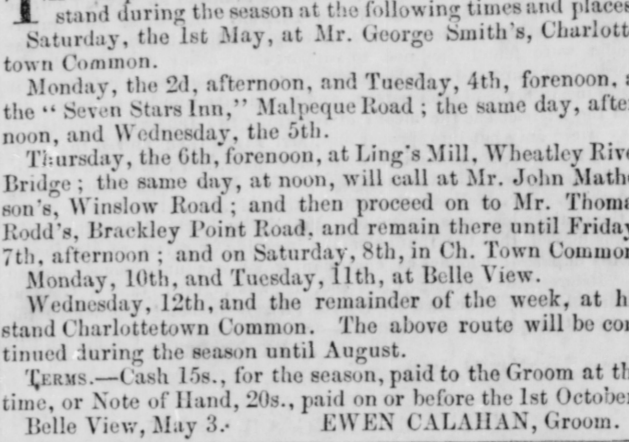 stand during the season at the following times and places
Saturday, the 1st May, at Mr. George Smith's, Charlott
town Common.
Monday, the 2d, afternoon, and Tuesday, 4th, forenoon, a
the "Seven Stars Inn," Malpeque Road; the same day, afte
noon, and Wednesday, the 5th.
Thursday, the 6th, forenoon, at Ling's Mill, Wheatley Rive
Bridge; the same day, at noon, will call at Mr. John Mathe
son's, Winslow Road; and then proceed on to Mr. Thoma
Rodd's, Brackley Point Road, and remain there until Friday
7th, afternoon; and on Saturday, 8th, in Ch. Town Common
Monday, 10th, and Tuesday, 11th, at Belle View.
Wednesday, 12th, and the remainder of the week, at h
stand Charlottetown Common. The above route will be con
tinued during the season until August.
TERMS.—Cash 15s., for the season, paid to the Groom at th
time, or Note of Hand, 20s., paid on or before the 1st October
Belle View, May 3. EWEN CALAHAN, Groom.